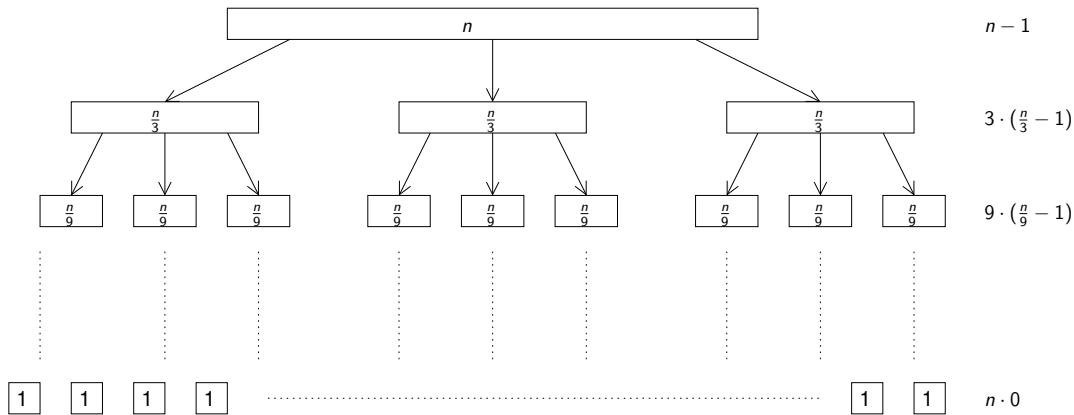 n n − 1
n/3 n/3 n/3 3 · (n/3 − 1)
n/9 n/9 n/9 n/9 n/9 n/9 n/9 n/9 n/9 9 · (n/9 − 1)
1 1 1 1 1 1 n · 0